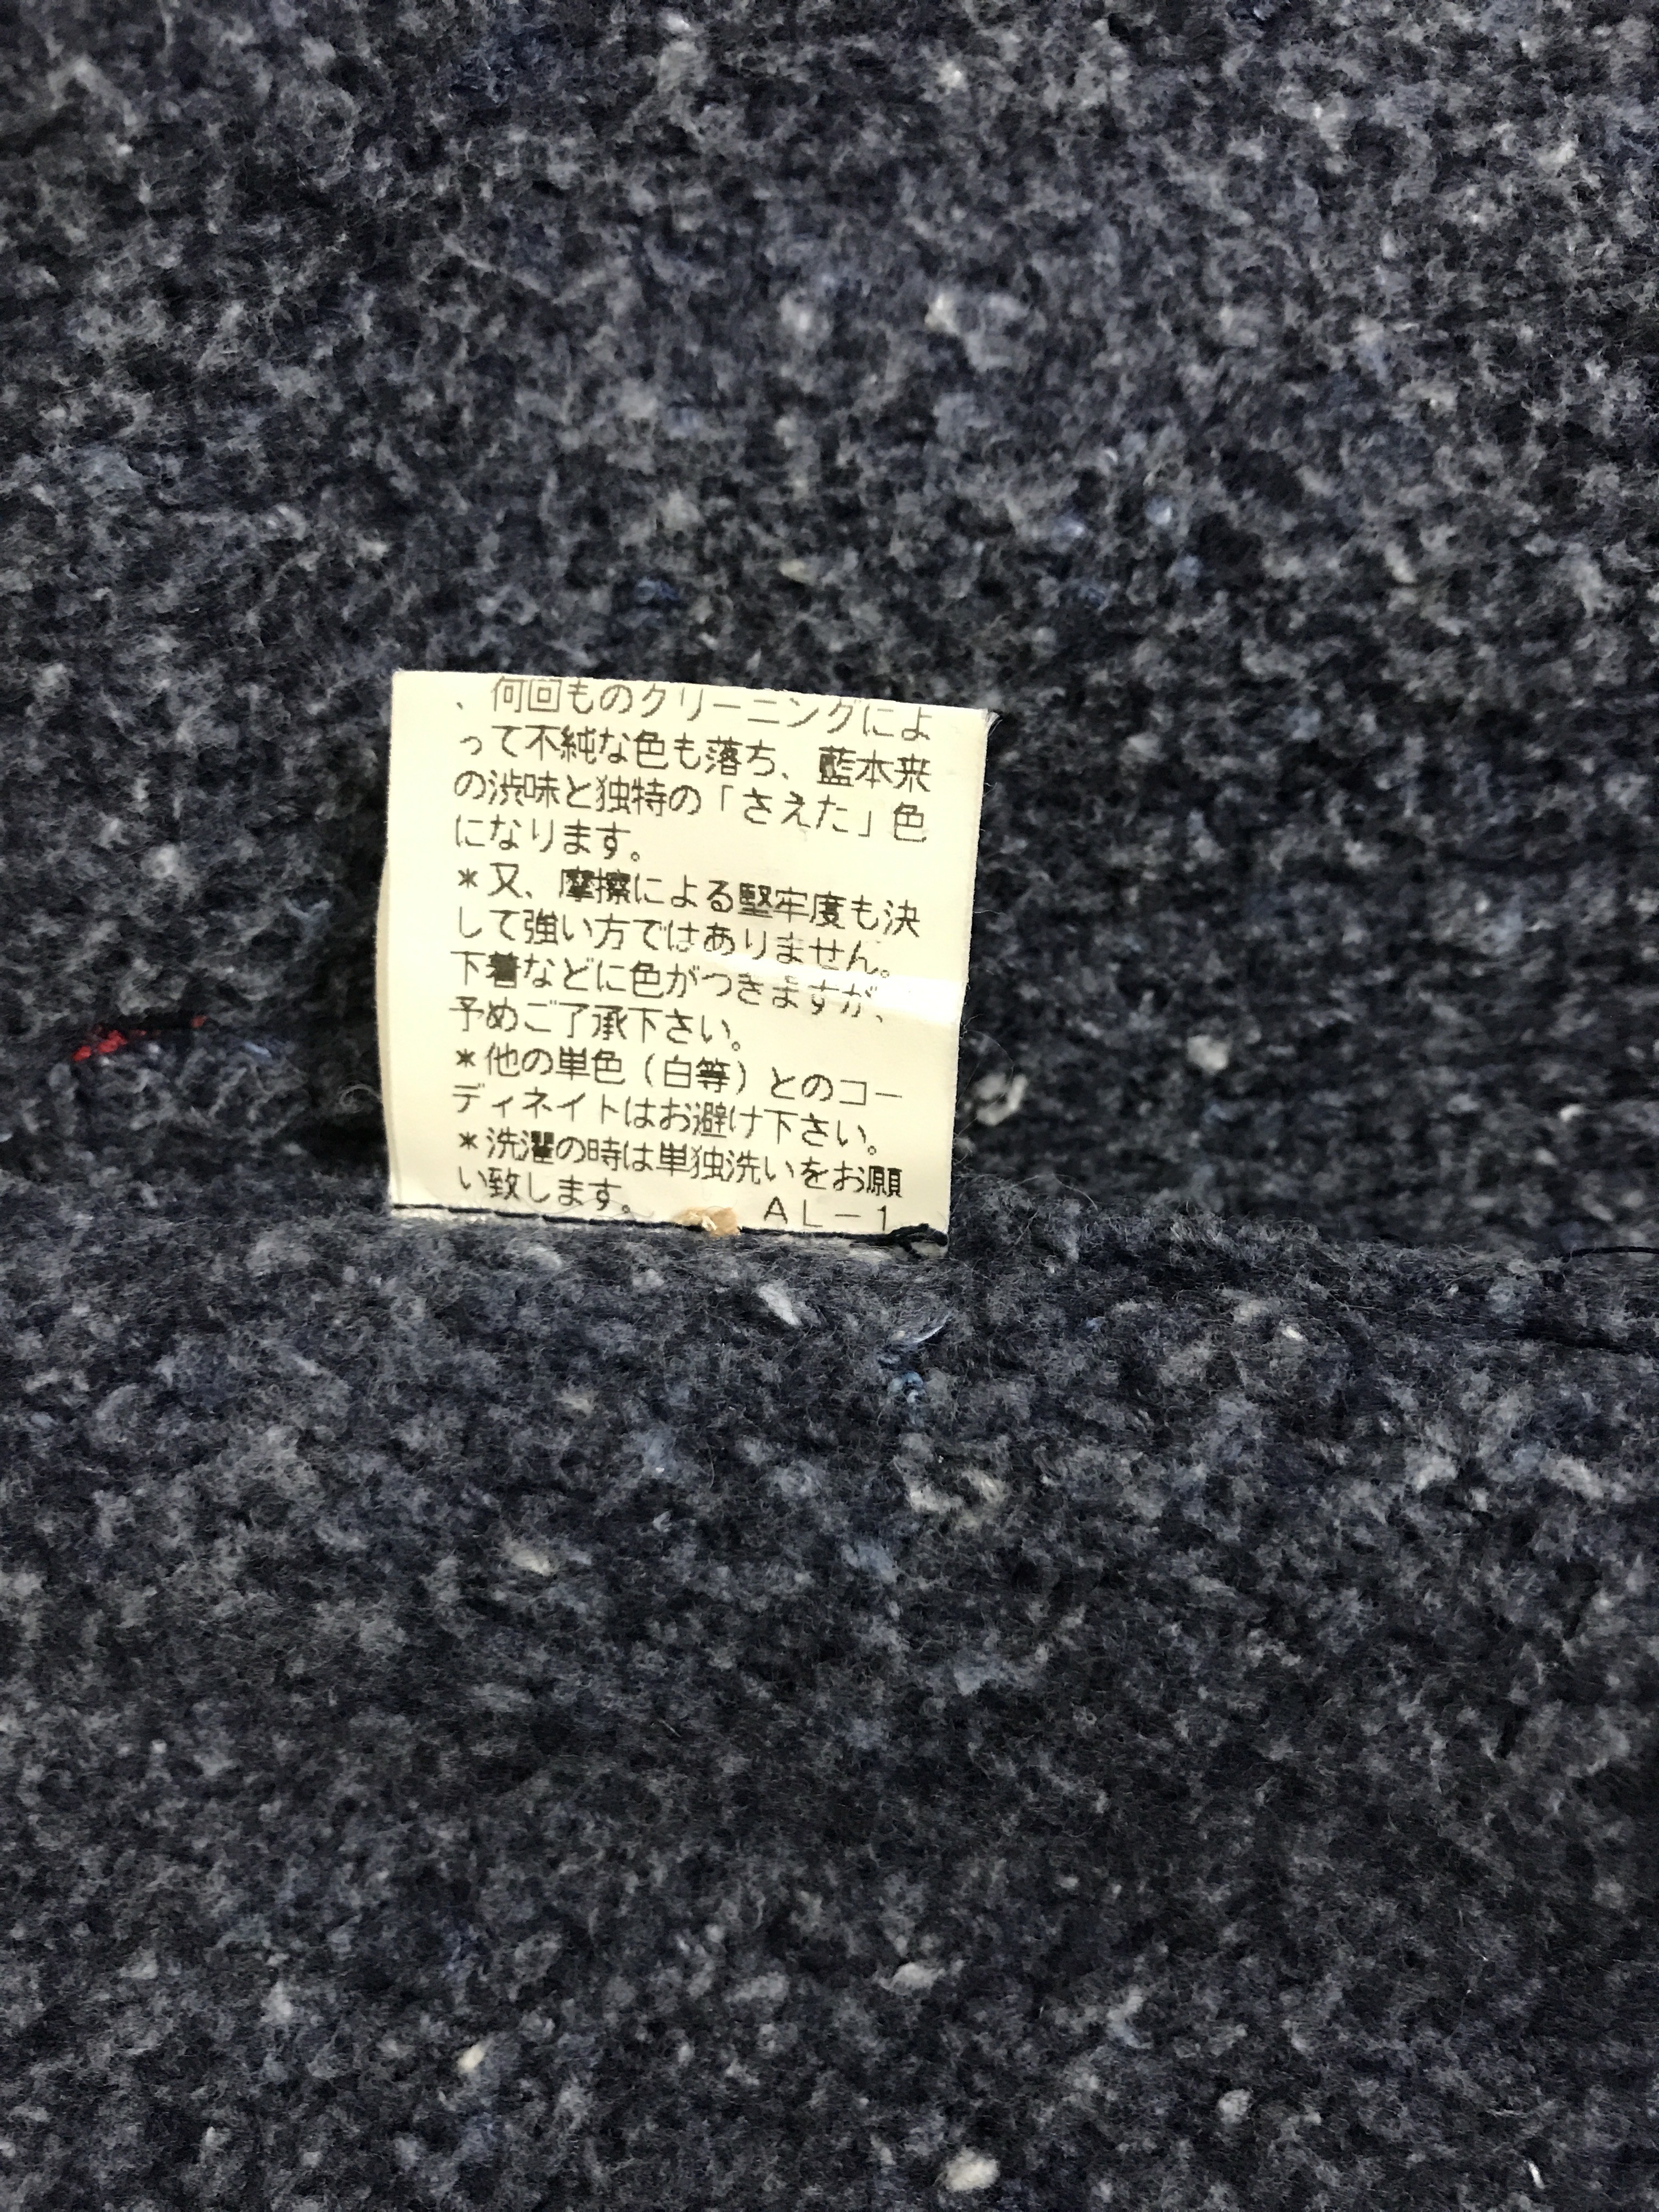 、何回ものクリーニングによ
って不純な色も落ち、藍本来
の渋味と独特の「さえた」色
になります。
＊又、摩擦による堅牢度も決
して強い方ではありません。
下着などに色がつきますが、
予めご了承下さい。
＊他の単色（白等）とのコー
ディネイトはお避け下さい。
＊洗濯の時は単独洗いをお願
い致します。 ＡＬ－１